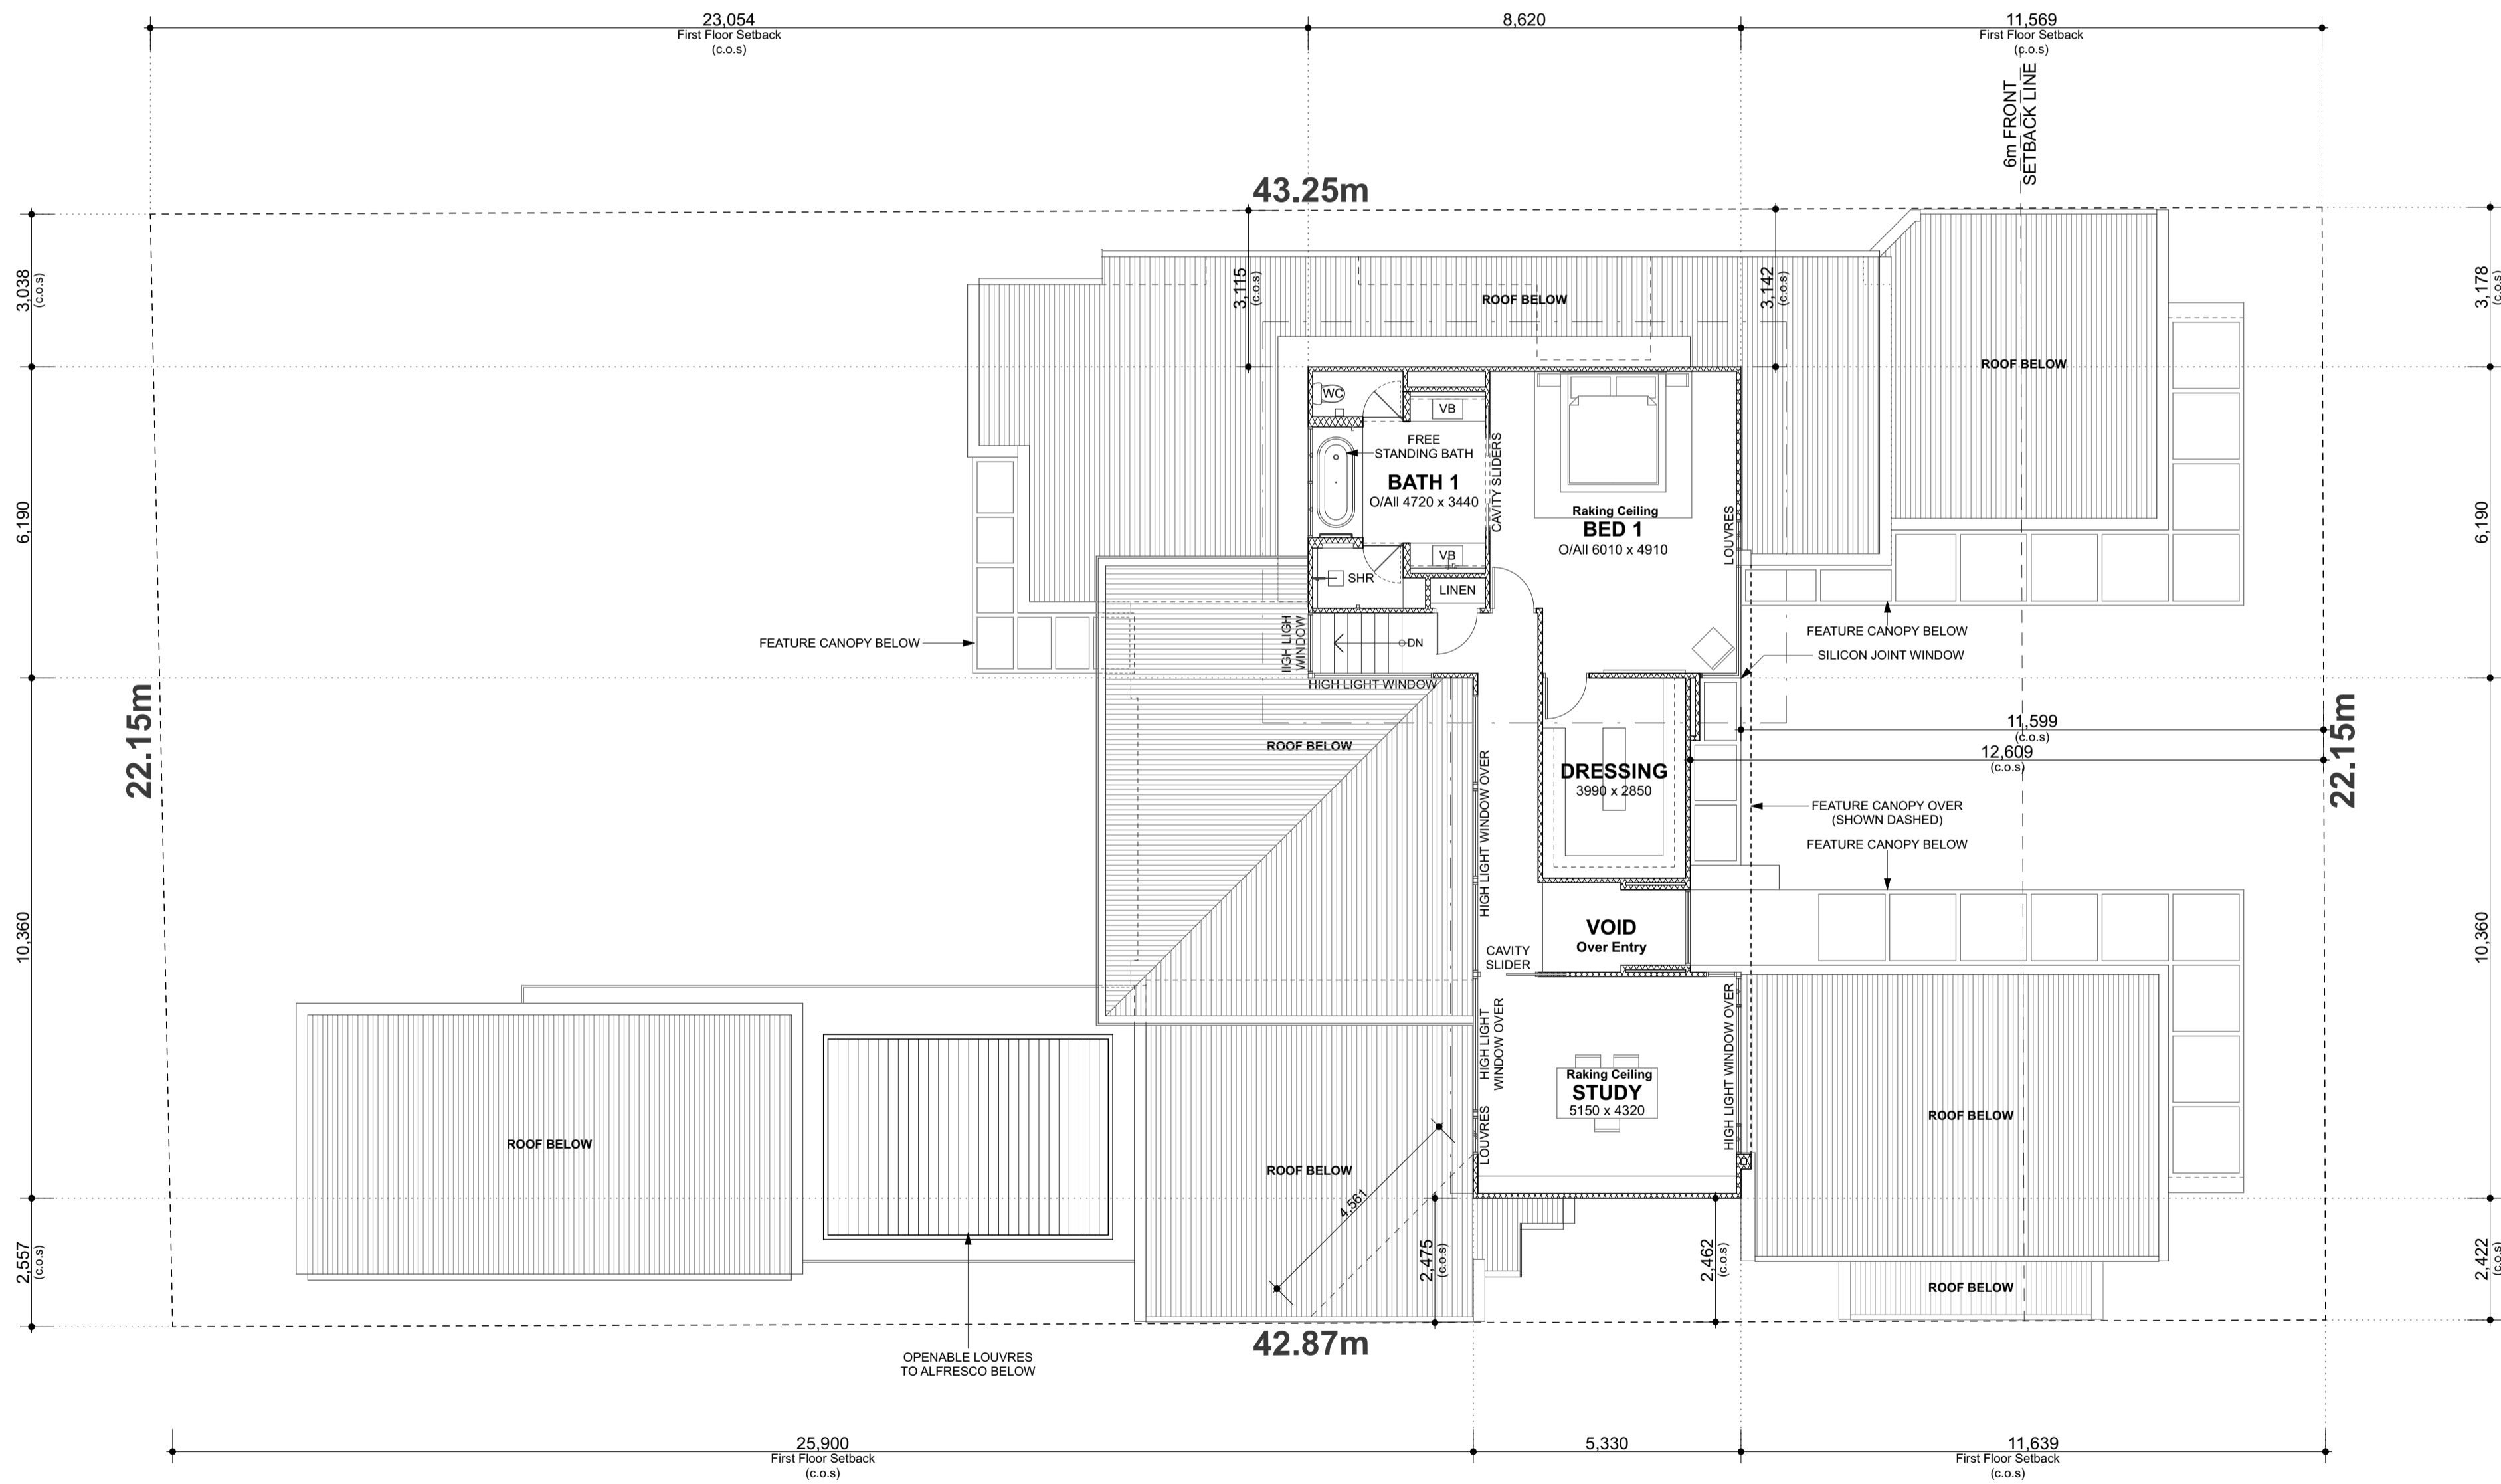 23,054
First Floor Setback
(c.o.s)
8,620
11,569
First Floor Setback
(c.o.s)
6m FRONT
SETBACK LINE
43.25m
3,038
(c.o.s)
3,115
(c.o.s)
3,142
(c.o.s)
3,178
(c.o.s)
ROOF BELOW
ROOF BELOW
WC
VB
FREE
STANDING BATH
BATH 1
O/All 4720 x 3440
CAVITY SLIDERS
Raking Ceiling
BED 1
O/All 6010 x 4910
LOUVRES
6,190
6,190
VB
SHR
LINEN
HIGH LIGH
WINDOW
DN
FEATURE CANOPY BELOW
FEATURE CANOPY BELOW
SILICON JOINT WINDOW
HIGH LIGHT WINDOW
22.15m
22.15m
11,599
(c.o.s)
12,609
(c.o.s)
ROOF BELOW
HIGH LIGHT WINDOW OVER
DRESSING
3990 x 2850
FEATURE CANOPY OVER
(SHOWN DASHED)
FEATURE CANOPY BELOW
10,360
10,360
VOID
Over Entry
CAVITY
SLIDER
HIGH LIGHT
WINDOW OVER
HIGH LIGHT WINDOW OVER
Raking Ceiling
STUDY
5150 x 4320
LOUVRES
ROOF BELOW
ROOF BELOW
ROOF BELOW
4,561
2,557
(c.o.s)
2,475
(c.o.s)
2,462
(c.o.s)
2,422
(c.o.s)
ROOF BELOW
42.87m
OPENABLE LOUVRES
TO ALFRESCO BELOW
25,900
First Floor Setback
(c.o.s)
5,330
11,639
First Floor Setback
(c.o.s)